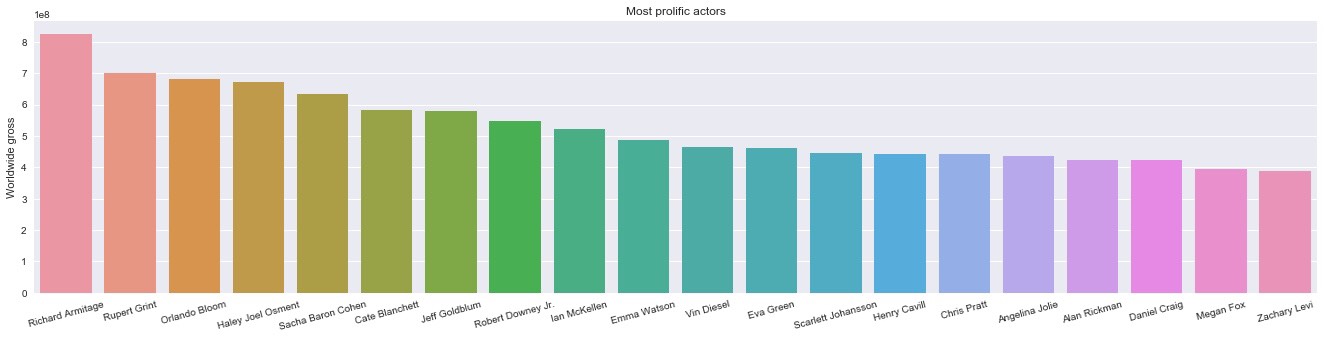 Most prolific actors
1e8
Worldwide gross
8
7
6
5
4
3
2
1
0
Richard Armitage
Rupert Grint
Orlando Bloom
Haley Joel Osment
Sacha Baron Cohen
Cate Blanchett
Jeff Goldblum
Robert Downey Jr.
Ian McKellen
Emma Watson
Vin Diesel
Eva Green
Scarlett Johansson
Henry Cavill
Chris Pratt
Angelina Jolie
Alan Rickman
Daniel Craig
Megan Fox
Zachary Levi